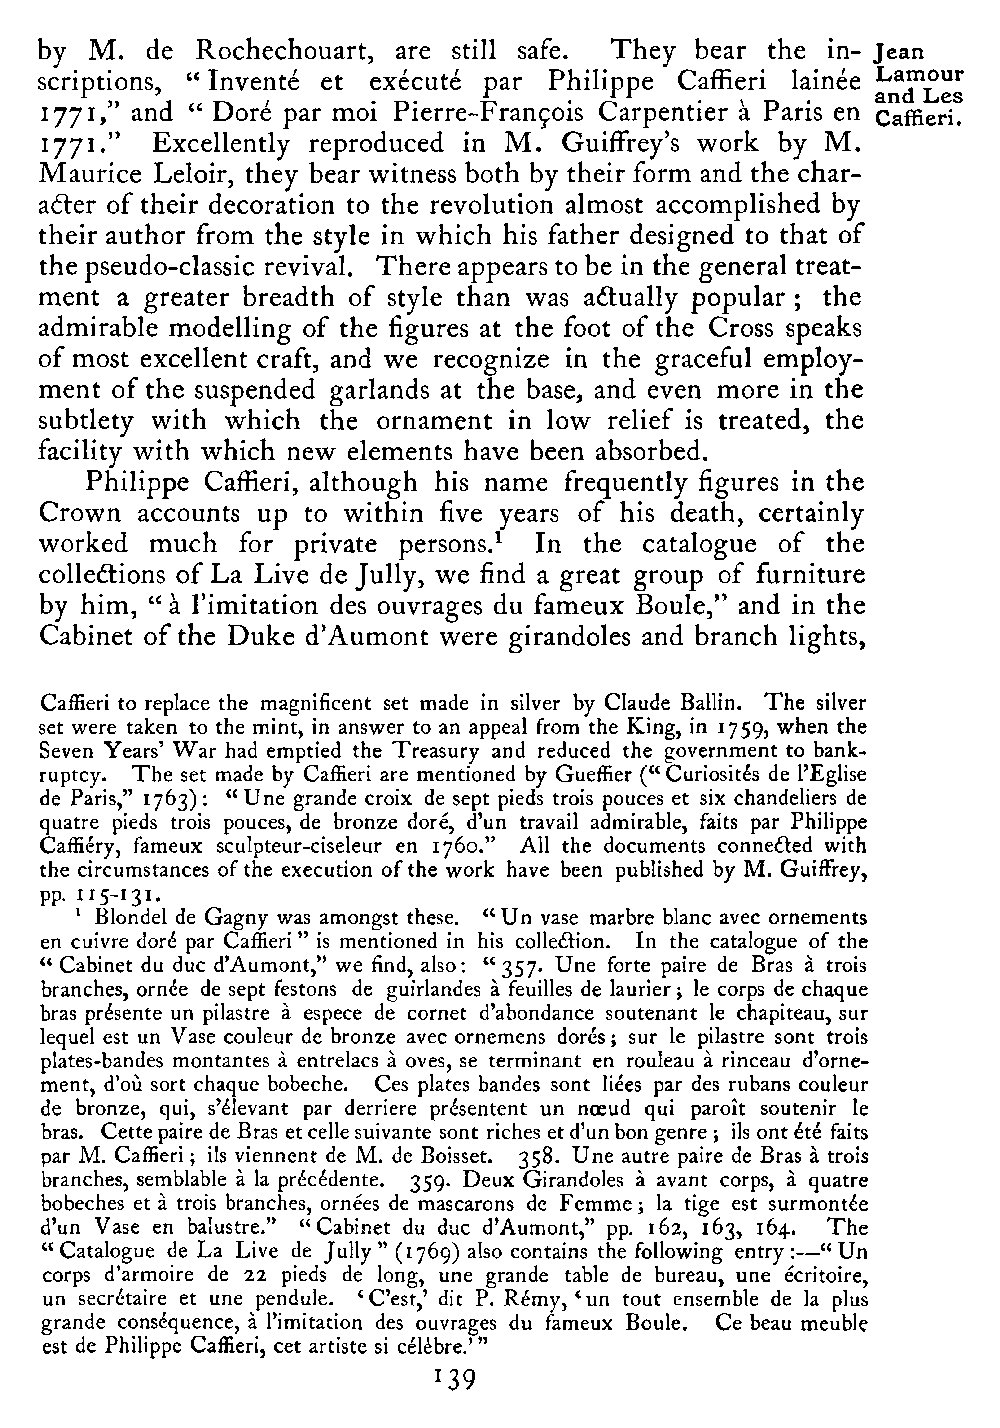 by M. de Rochechouart, are still safe. They bear the in-
scriptions, “ Inventé et exécuté par Philippe Caffieri lainée
1771,” and “ Doré par moi Pierre-François Carpentier à Paris en
1771.” Excellently reproduced in M. Guiffrey’s work by M.
Maurice Leloir, they bear witness both by their form and the char-
acter of their decoration to the revolution almost accomplished by
their author from the style in which his father designed to that of
the pseudo-classic revival. There appears to be in the general treat-
ment a greater breadth of style than was actually popular ; the
admirable modelling of the figures at the foot of the Cross speaks
of most excellent craft, and we recognize in the graceful employ-
ment of the suspended garlands at the base, and even more in the
subtlety with which the ornament in low relief is treated, the
facility with which new elements have been absorbed.
Philippe Caffieri, although his name frequently figures in the
Crown accounts up to within five years of his death, certainly
worked much for private persons.¹ In the catalogue of the
collections of La Live de Jully, we find a great group of furniture
by him, “ à l’imitation des ouvrages du fameux Boule,” and in the
Cabinet of the Duke d’Aumont were girandoles and branch lights,
Jean
Lamour
and Les
Caffieri.
Caffieri to replace the magnificent set made in silver by Claude Ballin. The silver
set were taken to the mint, in answer to an appeal from the King, in 1759, when the
Seven Years’ War had emptied the Treasury and reduced the government to bank-
ruptcy. The set made by Caffieri are mentioned by Gueffier (“ Curiosités de l’Eglise
de Paris,” 1763) : “ Une grande croix de sept pieds trois pouces et six chandeliers de
quatre pieds trois pouces, de bronze doré, d’un travail admirable, faits par Philippe
Caffiéry, fameux sculpteur-ciseleur en 1760.” All the documents connected with
the circumstances of the execution of the work have been published by M. Guiffrey,
pp. 115-131.
¹ Blondel de Gagny was amongst these. “ Un vase marbre blanc avec ornements
en cuivre doré par Caffieri ” is mentioned in his collection. In the catalogue of the
“ Cabinet du duc d’Aumont,” we find, also : “ 357. Une forte paire de Bras à trois
branches, ornée de sept festons de guirlandes à feuilles de laurier ; le corps de chaque
bras présente un pilastre à espece de cornet d’abondance soutenant le chapiteau, sur
lequel est un Vase couleur de bronze avec ornemens dorés ; sur le pilastre sont trois
plates-bandes montantes à entrelacs à oves, se terminant en rouleau à rinceau d’orne-
ment, d’où sort chaque bobeche. Ces plates bandes sont liées par des rubans couleur
de bronze, qui, s’élevant par derriere présentent un nœud qui paroît soutenir le
bras. Cette paire de Bras et celle suivante sont riches et d’un bon genre ; ils ont été faits
par M. Caffieri ; ils viennent de M. de Boisset. 358. Une autre paire de Bras à trois
branches, semblable à la précédente. 359. Deux Girandoles à avant corps, à quatre
bobeches et à trois branches, ornées de mascarons de Femme ; la tige est surmontée
d’un Vase en balustre.” “ Cabinet du duc d’Aumont,” pp. 162, 163, 164. The
“ Catalogue de La Live de Jully ” (1769) also contains the following entry :—“ Un
corps d’armoire de 22 pieds de long, une grande table de bureau, une écritoire,
un secrétaire et une pendule. ‘ C’est,’ dit P. Rémy, ‘ un tout ensemble de la plus
grande conséquence, à l’imitation des ouvrages du fameux Boule. Ce beau meuble
est de Philippe Caffieri, cet artiste si célèbre.’ ”
139